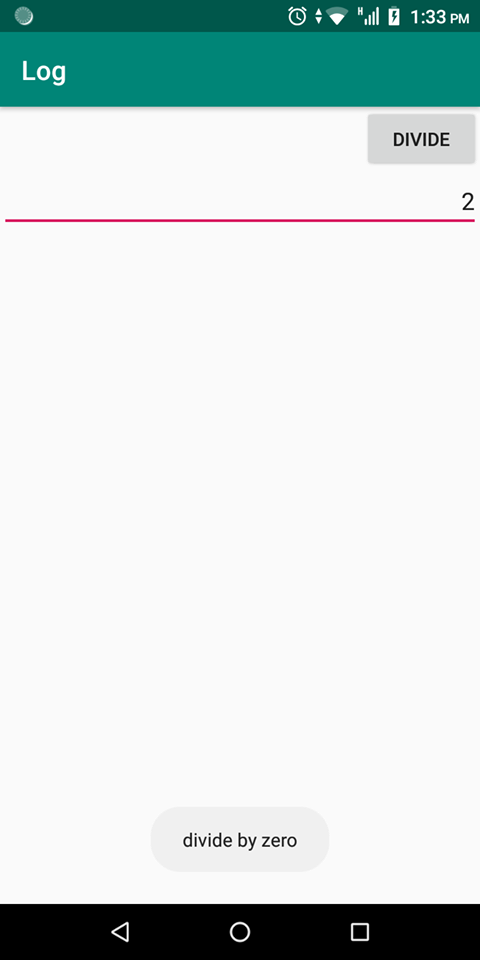 H 1:33 PM
Log
DIVIDE
2
divide by zero